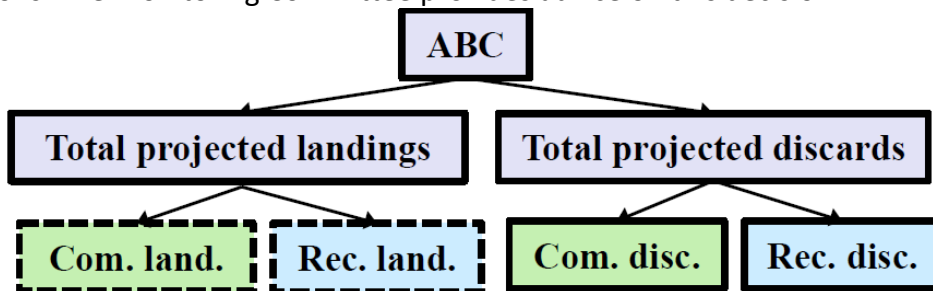 ABC
Total projected landings Total projected discards
Com. land. Rec. land. Com. disc. Rec. disc.